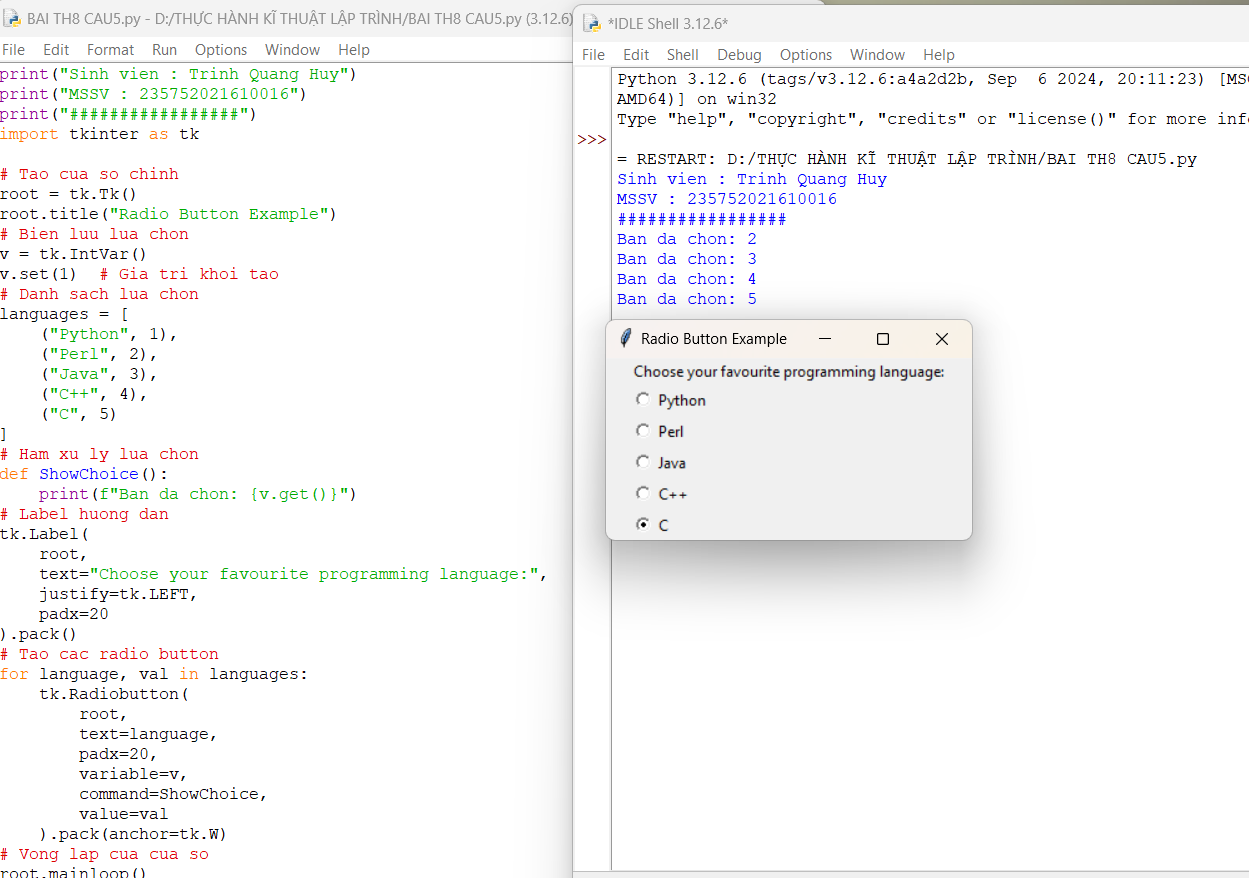 BAI TH8 CAU5.py - D:/THỰC HÀNH KĨ THUẬT LẬP TRÌNH/BAI TH8 CAU5.py (3.12.6)
File Edit Format Run Options Window Help
print("Sinh vien : Trinh Quang Huy")
print("MSSV : 235752021610016")
print("#################")
import tkinter as tk
# Tao cua so chinh
root = tk.Tk()
root.title("Radio Button Example")
# Bien luu lua chon
v = tk.IntVar()
v.set(1)  # Gia tri khoi tao
# Danh sach lua chon
languages = [
    ("Python", 1),
    ("Perl", 2),
    ("Java", 3),
    ("C++", 4),
    ("C", 5)
]
# Ham xu ly lua chon
def ShowChoice():
    print(f"Ban da chon: {v.get()}")
# Label huong dan
tk.Label(
    root,
    text="Choose your favourite programming language:",
    justify=tk.LEFT,
    padx=20
).pack()
# Tao cac radio button
for language, val in languages:
    tk.Radiobutton(
        root,
        text=language,
        padx=20,
        variable=v,
        command=ShowChoice,
        value=val
    ).pack(anchor=tk.W)
# Vong lap cua cua so
root.mainloop()
*IDLE Shell 3.12.6*
File Edit Shell Debug Options Window Help
Python 3.12.6 (tags/v3.12.6:a4a2d2b, Sep  6 2024, 20:11:23) [MS
AMD64)] on win32
Type "help", "copyright", "credits" or "license()" for more inf
>>>
= RESTART: D:/THỰC HÀNH KĨ THUẬT LẬP TRÌNH/BAI TH8 CAU5.py
Sinh vien : Trinh Quang Huy
MSSV : 235752021610016
#################
Ban da chon: 2
Ban da chon: 3
Ban da chon: 4
Ban da chon: 5
Radio Button Example
Choose your favourite programming language:
Python
Perl
Java
C++
C